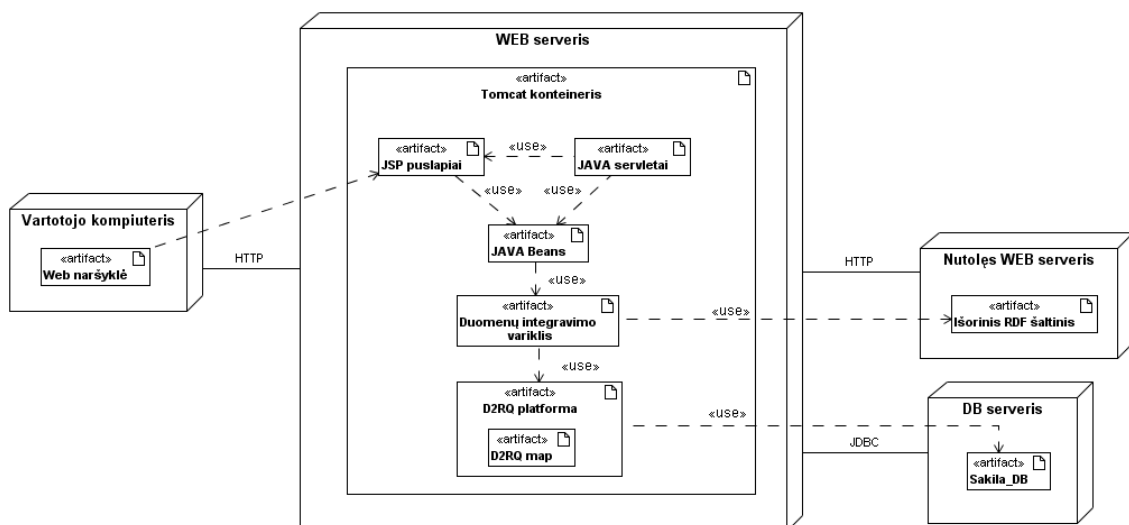 WEB serveris
«artifact»
Tomcat konteineris
«artifact»
JSP puslapiai
«use»
«artifact»
JAVA servletai
«use»
«use»
Vartotojo kompiuteris
«artifact»
Web naršyklė
HTTP
«artifact»
JAVA Beans
«use»
HTTP
Nutolęs WEB serveris
«artifact»
Išorinis RDF šaltinis
«artifact»
Duomenų integravimo
variklis
«use»
«use»
«artifact»
D2RQ platforma
«artifact»
D2RQ map
«use»
JDBC
DB serveris
«artifact»
Sakila_DB